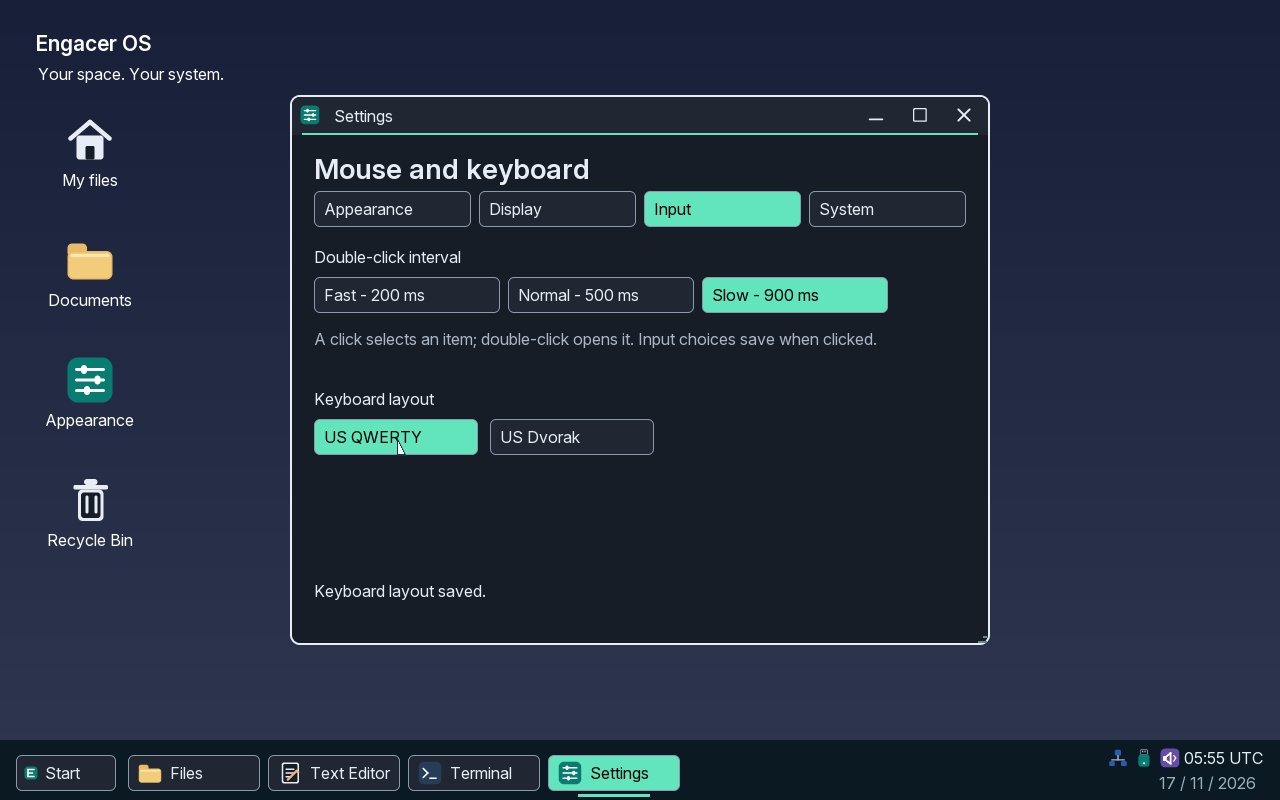 Engacer OS
Your space. Your system.
My files
Documents
Appearance
Recycle Bin
Settings
Mouse and keyboard
Appearance Display Input System
Double-click interval
Fast - 200 ms Normal - 500 ms Slow - 900 ms
A click selects an item; double-click opens it. Input choices save when clicked.
Keyboard layout
US QWERTY US Dvorak
Keyboard layout saved.
E Start Files Text Editor Terminal Settings
05:55 UTC
17 / 11 / 2026